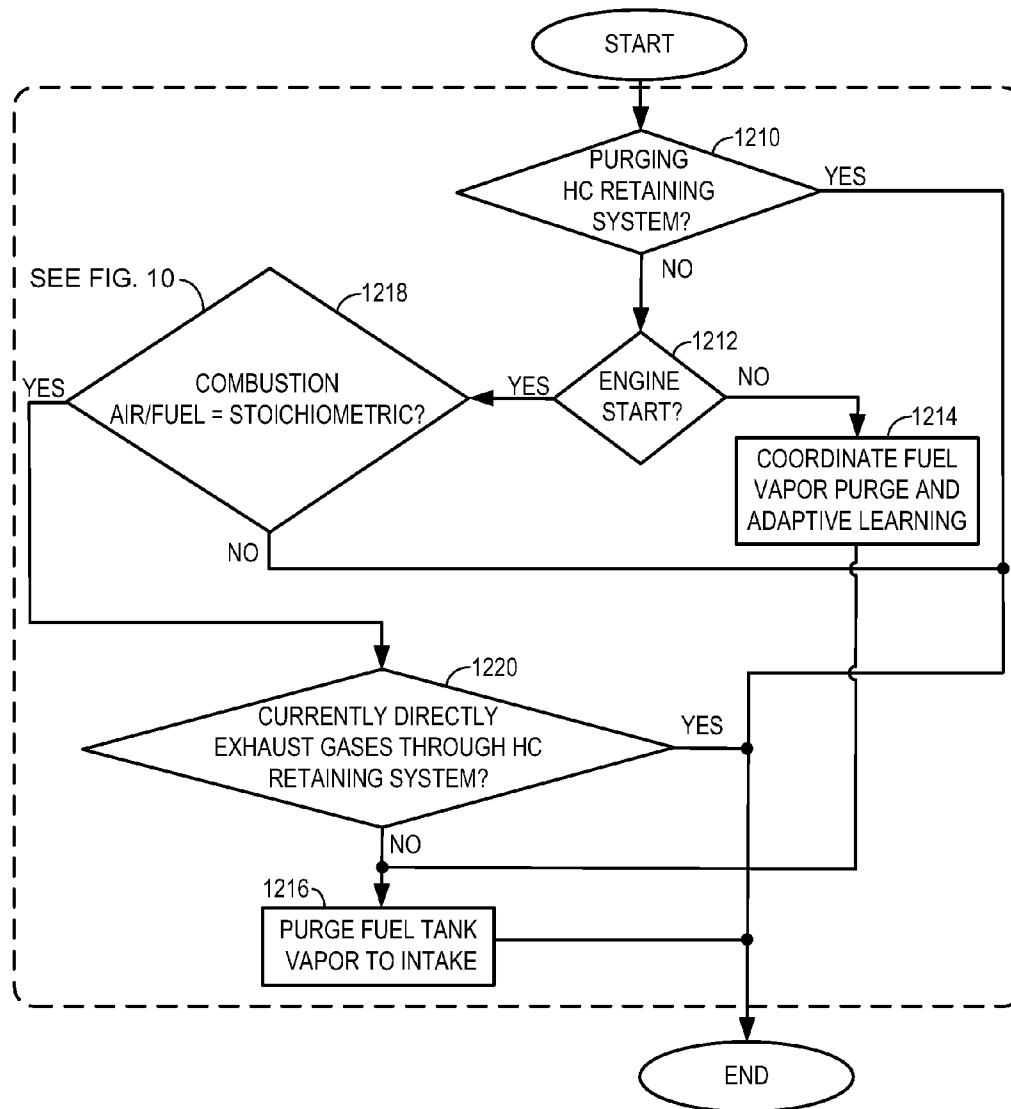 START
1210
PURGING
HC RETAINING
SYSTEM?
YES
NO
SEE FIG. 10
1218
1212
YES
COMBUSTION
AIR/FUEL = STOICHIOMETRIC?
YES
ENGINE
START?
NO
1214
COORDINATE FUEL
VAPOR PURGE AND
ADAPTIVE LEARNING
NO
1220
CURRENTLY DIRECTLY
EXHAUST GASES THROUGH HC
RETAINING SYSTEM?
YES
NO
1216
PURGE FUEL TANK
VAPOR TO INTAKE
END